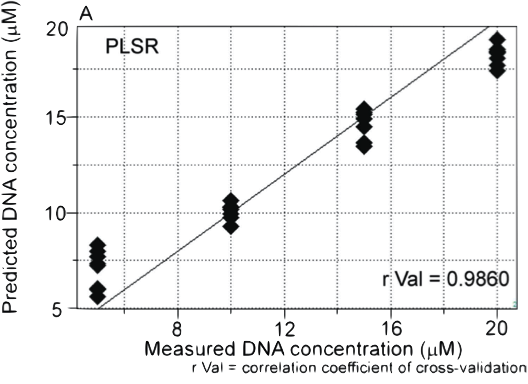 A
PLSR
Predicted DNA concentration (μM)
20
15
10
5
r Val = 0.9860
8
12
16
20
Measured DNA concentration (μM)
r Val = correlation coefficient of cross-validation